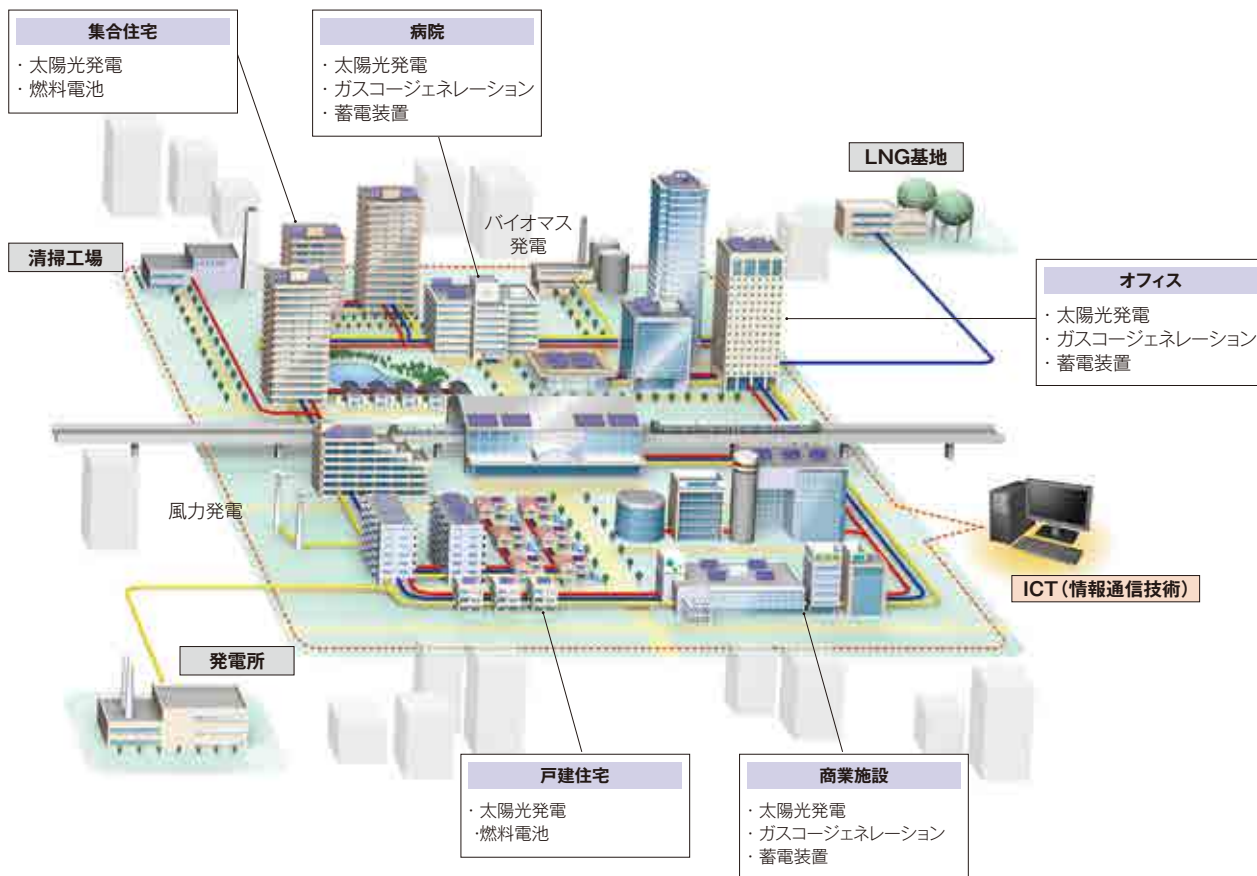 集合住宅
・太陽光発電
・燃料電池
病院
・太陽光発電
・ガスコージェネレーション
・蓄電装置
LNG基地
バイオマス
発電
清掃工場
オフィス
・太陽光発電
・ガスコージェネレーション
・蓄電装置
風力発電
ICT（情報通信技術）
発電所
戸建住宅
・太陽光発電
・燃料電池
商業施設
・太陽光発電
・ガスコージェネレーション
・蓄電装置